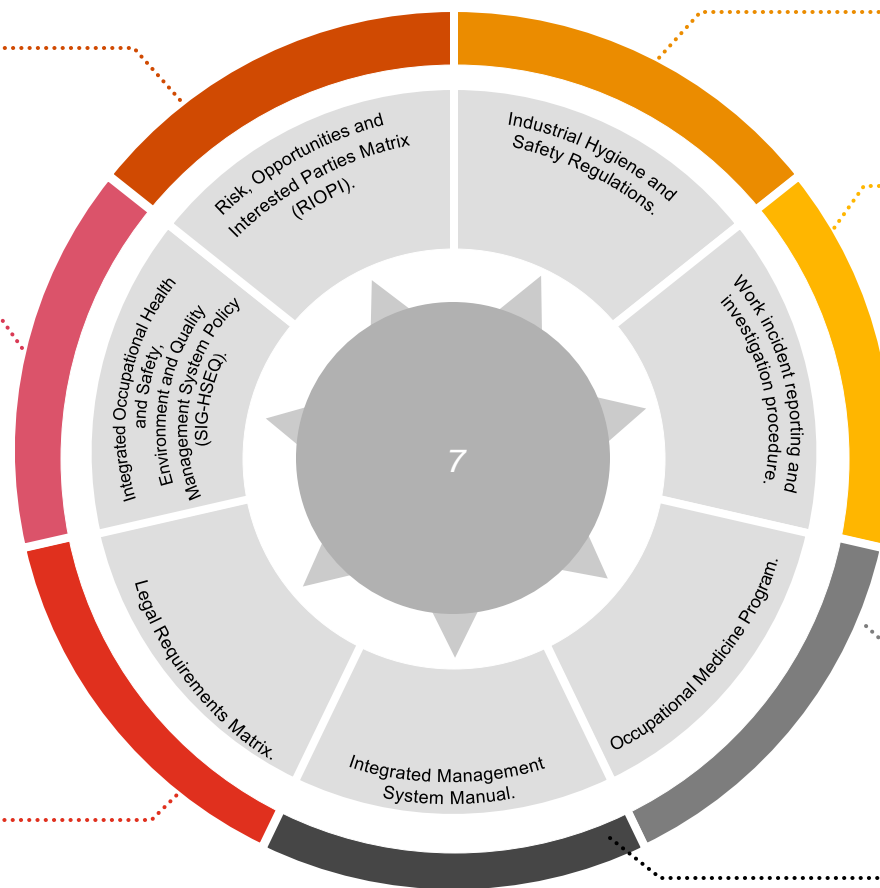 Risk, Opportunities and
Interested Parties Matrix
(RIOPI).
Industrial Hygiene and
Safety Regulations.
Work incident reporting and
investigation procedure.
Occupational Medicine Program.
Integrated Management
System Manual.
Legal Requirements Matrix.
Integrated Occupational Health
and Safety,
Environment and Quality
Management System Policy
(SIG-HSEQ).
7